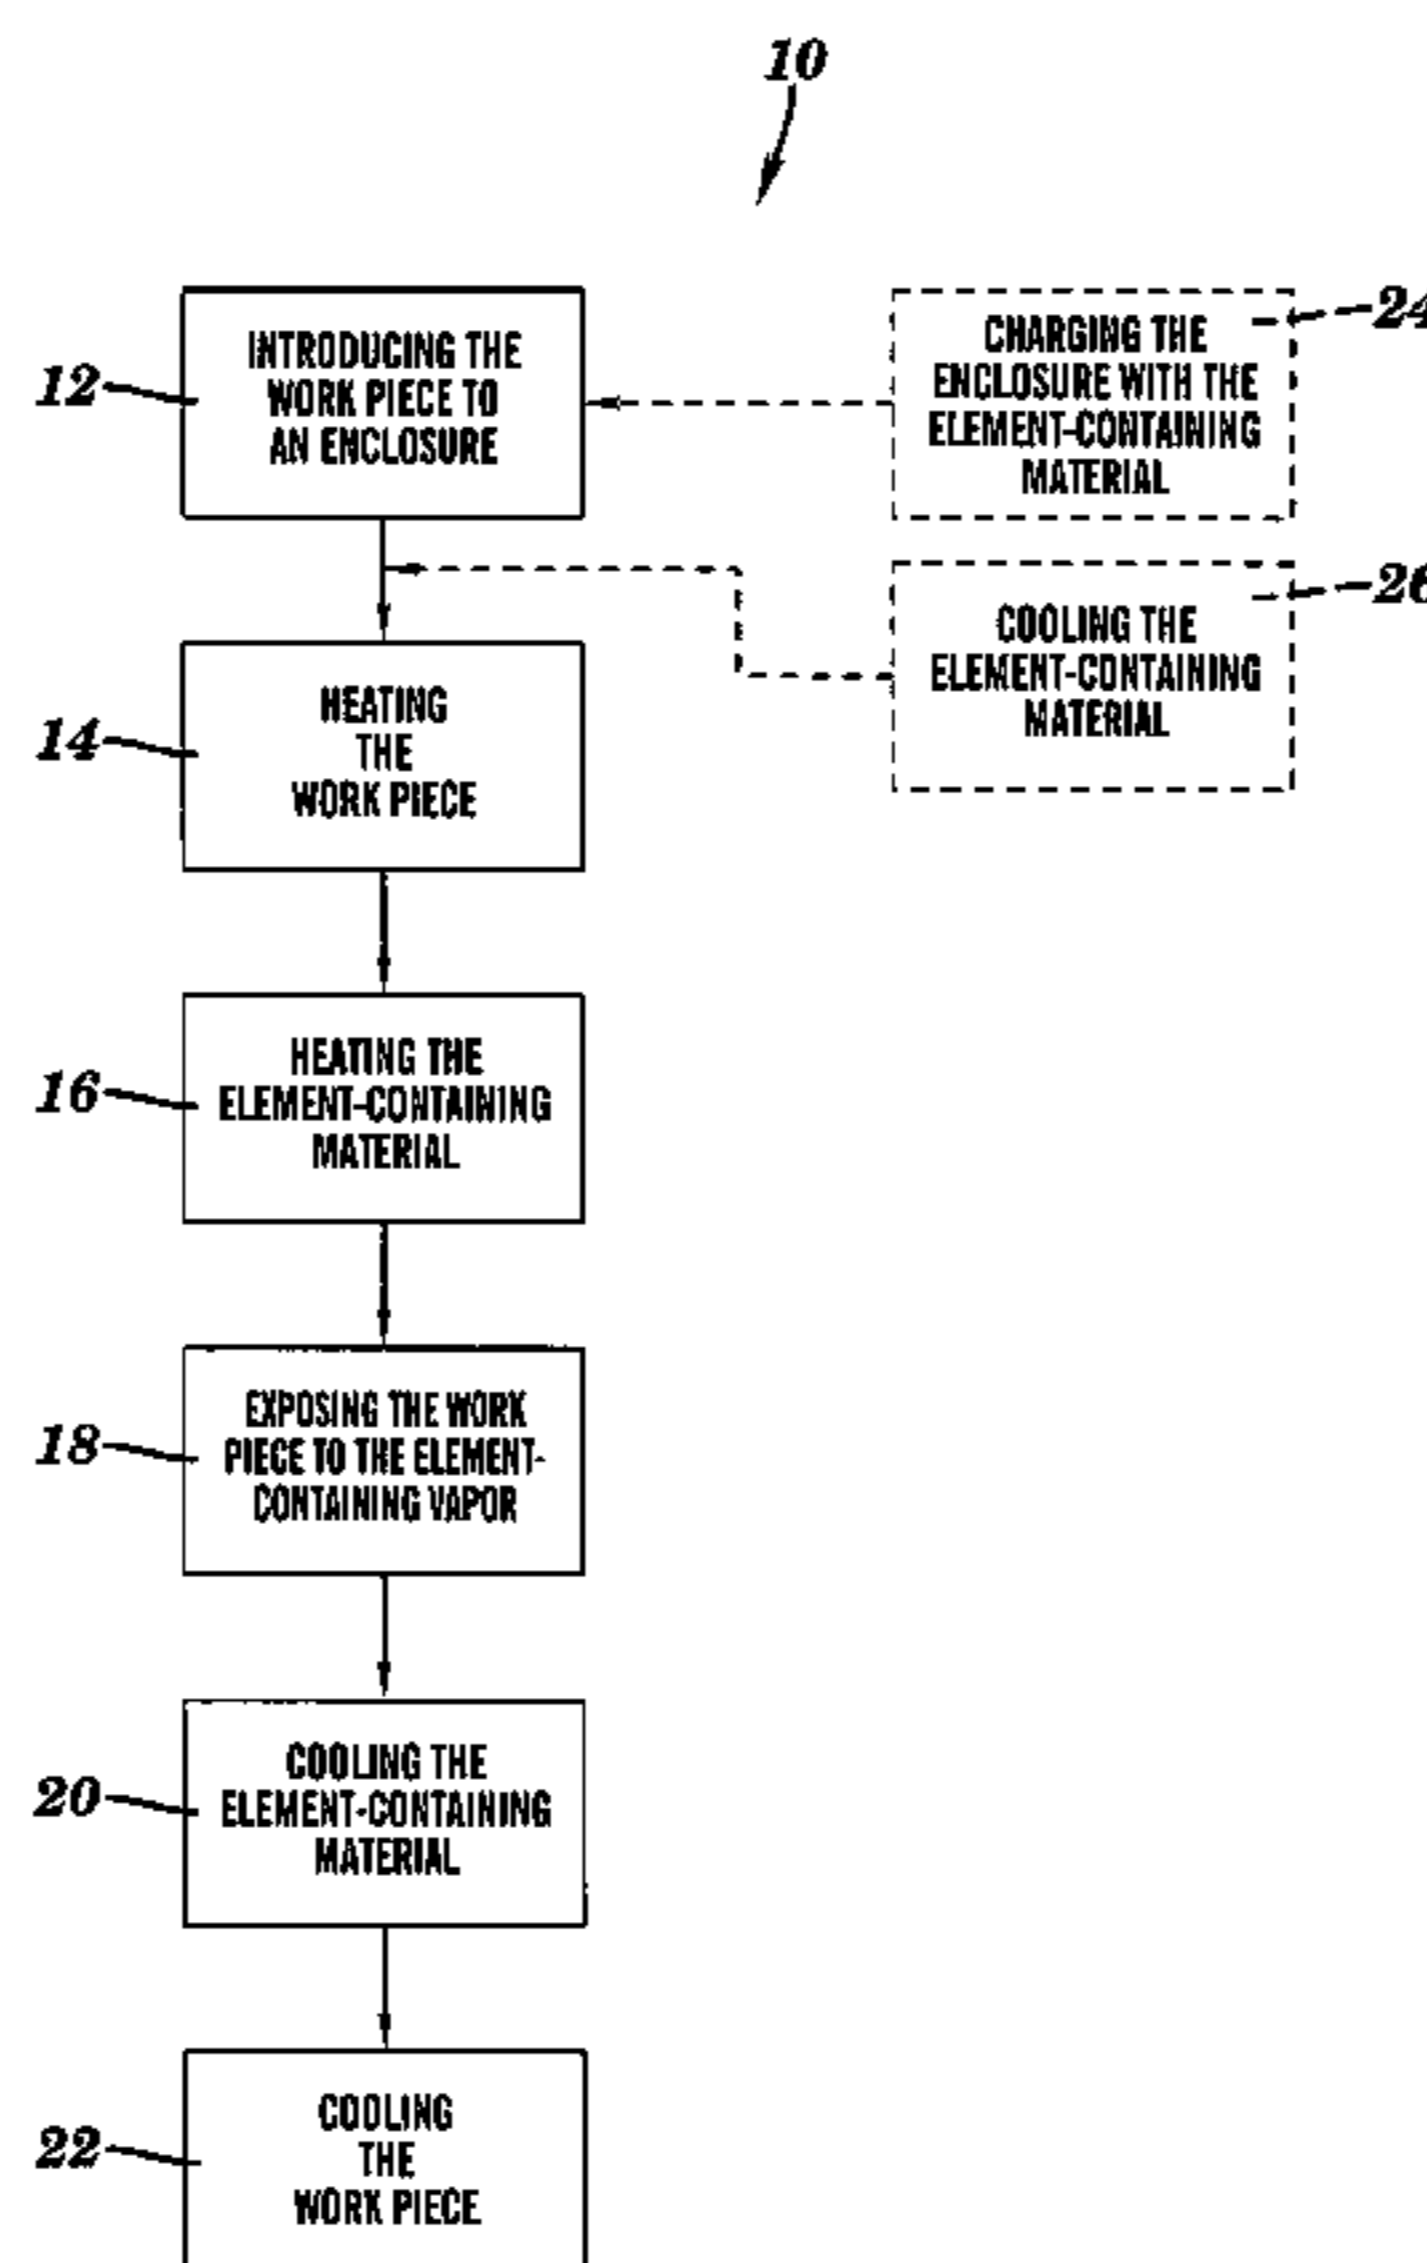 10
12
INTRODUCING THE
WORK PIECE TO
AN ENCLOSURE
24
CHARGING THE
ENCLOSURE WITH THE
ELEMENT-CONTAINING
MATERIAL
26
COOLING THE
ELEMENT-CONTAINING
MATERIAL
14
HEATING
THE
WORK PIECE
16
HEATING THE
ELEMENT-CONTAINING
MATERIAL
18
EXPOSING THE WORK
PIECE TO THE ELEMENT-
CONTAINING VAPOR
20
COOLING THE
ELEMENT-CONTAINING
MATERIAL
22
COOLING
THE
WORK PIECE